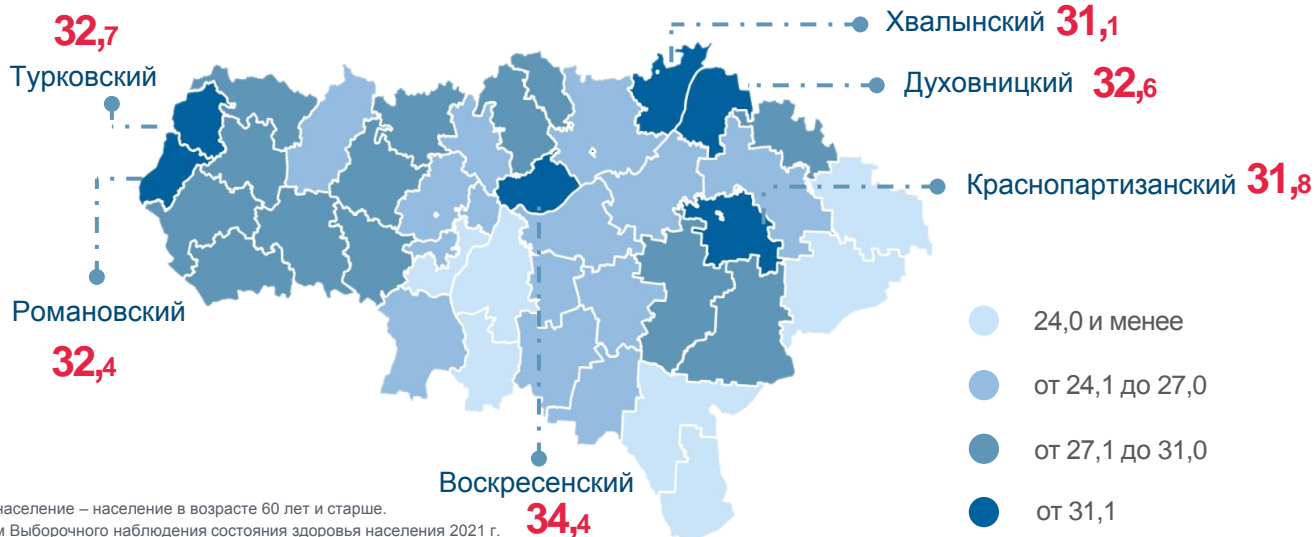 32,7
Турковский
Хвалынский 31,1
Духовницкий 32,6
Краснопартизанский 31,8
Романовский
32,4
Воскресенский
34,4
24,0 и менее
от 24,1 до 27,0
от 27,1 до 31,0
от 31,1
население – население в возрасте 60 лет и старше.
м Выборочного наблюдения состояния здоровья населения 2021 г.